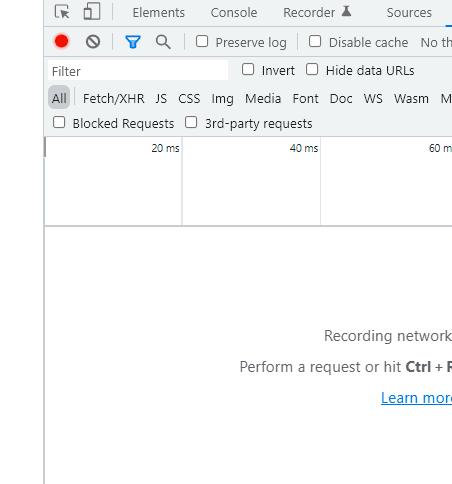 Elements Console Recorder Sources
Preserve log Disable cache No th
Filter Invert Hide data URLs
All Fetch/XHR JS CSS Img Media Font Doc WS Wasm M
Blocked Requests 3rd-party requests
20 ms 40 ms 60 m
Recording network
Perform a request or hit Ctrl + R
Learn more